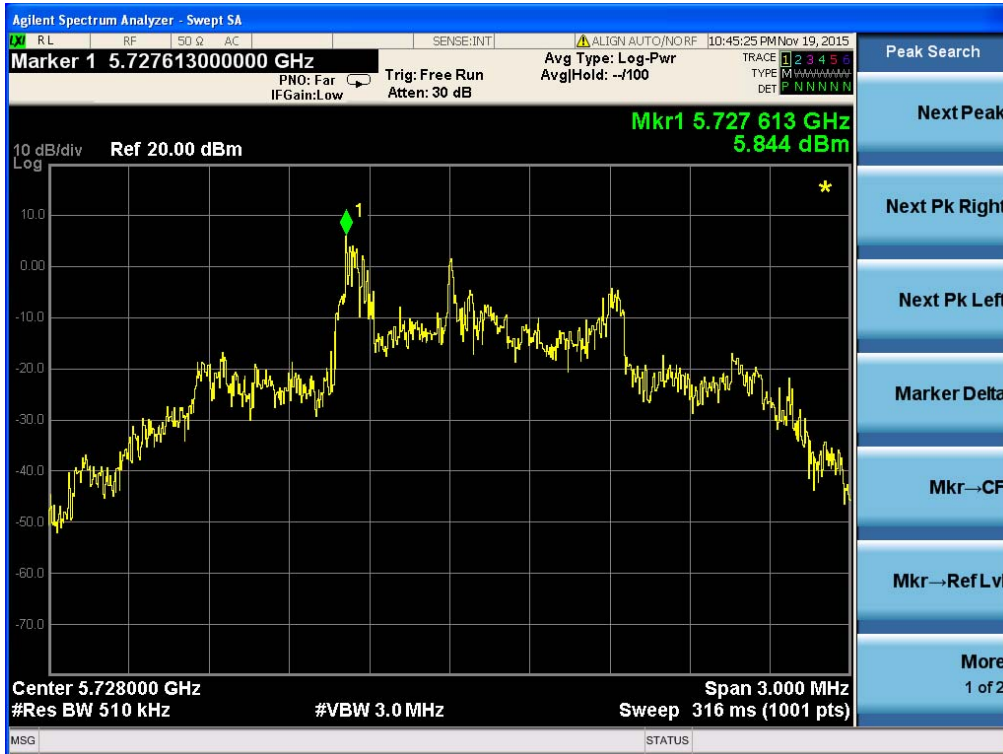 Agilent Spectrum Analyzer - Swept SA
LXI RL RF 50 Ω AC SENSE:INT ALIGN AUTO/NO RF 10:45:25 PM Nov 19, 2015
Marker 1 5.727613000000 GHz
PNO: Far
IFGain:Low
Trig: Free Run
Atten: 30 dB
Avg Type: Log-Pwr
Avg|Hold: --/100
TRACE 1 2 3 4 5 6
TYPE M
DET P N N N N N
Mkr1 5.727 613 GHz
5.844 dBm
10 dB/div Ref 20.00 dBm
Log
10.0
0.00
-10.0
-20.0
-30.0
-40.0
-50.0
-60.0
-70.0
1
*
Center 5.728000 GHz
Span 3.000 MHz
#Res BW 510 kHz
#VBW 3.0 MHz
Sweep 316 ms (1001 pts)
MSG
STATUS
Peak Search
Next Peak
Next Pk Right
Next Pk Left
Marker Delta
Mkr→CF
Mkr→Ref Lvl
More
1 of 2